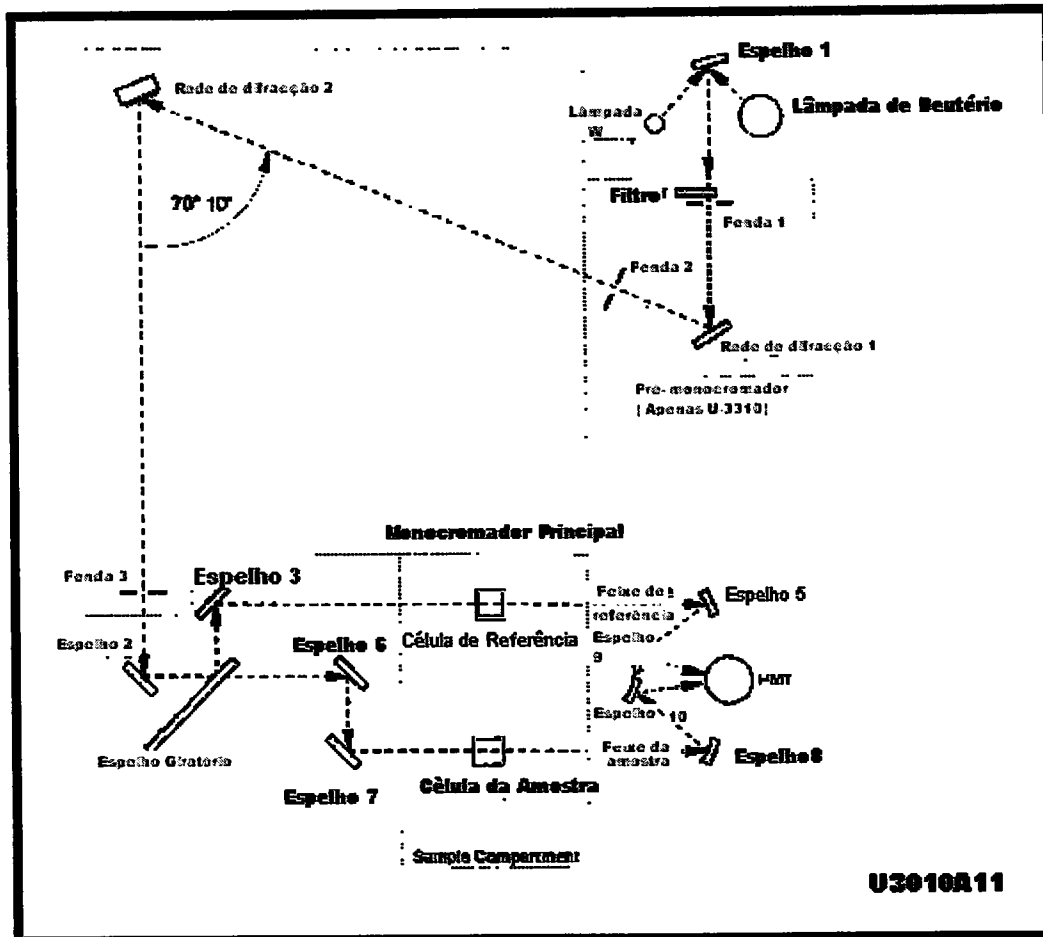 Espelho 1
Rede de difracção 2
Lâmpada
W
Lâmpada de Deutério
70° 10'
Filtro
Fenda 1
Fenda 2
Rede de difracção 1
Pré-monocromador
( Apenas U-3310)
Monocromador Principal
Fenda 3
Espelho 3
Feixe de
referência
Espelho 5
Espelho 2
Espelho 6
Célula de Referência
Espelho
9
PMT
Espelho 10
Espelho Giratório
Feixe da
amostra
Espelho 8
Espelho 7
Cèlula da Amostra
Sample Compartment
U3010A11